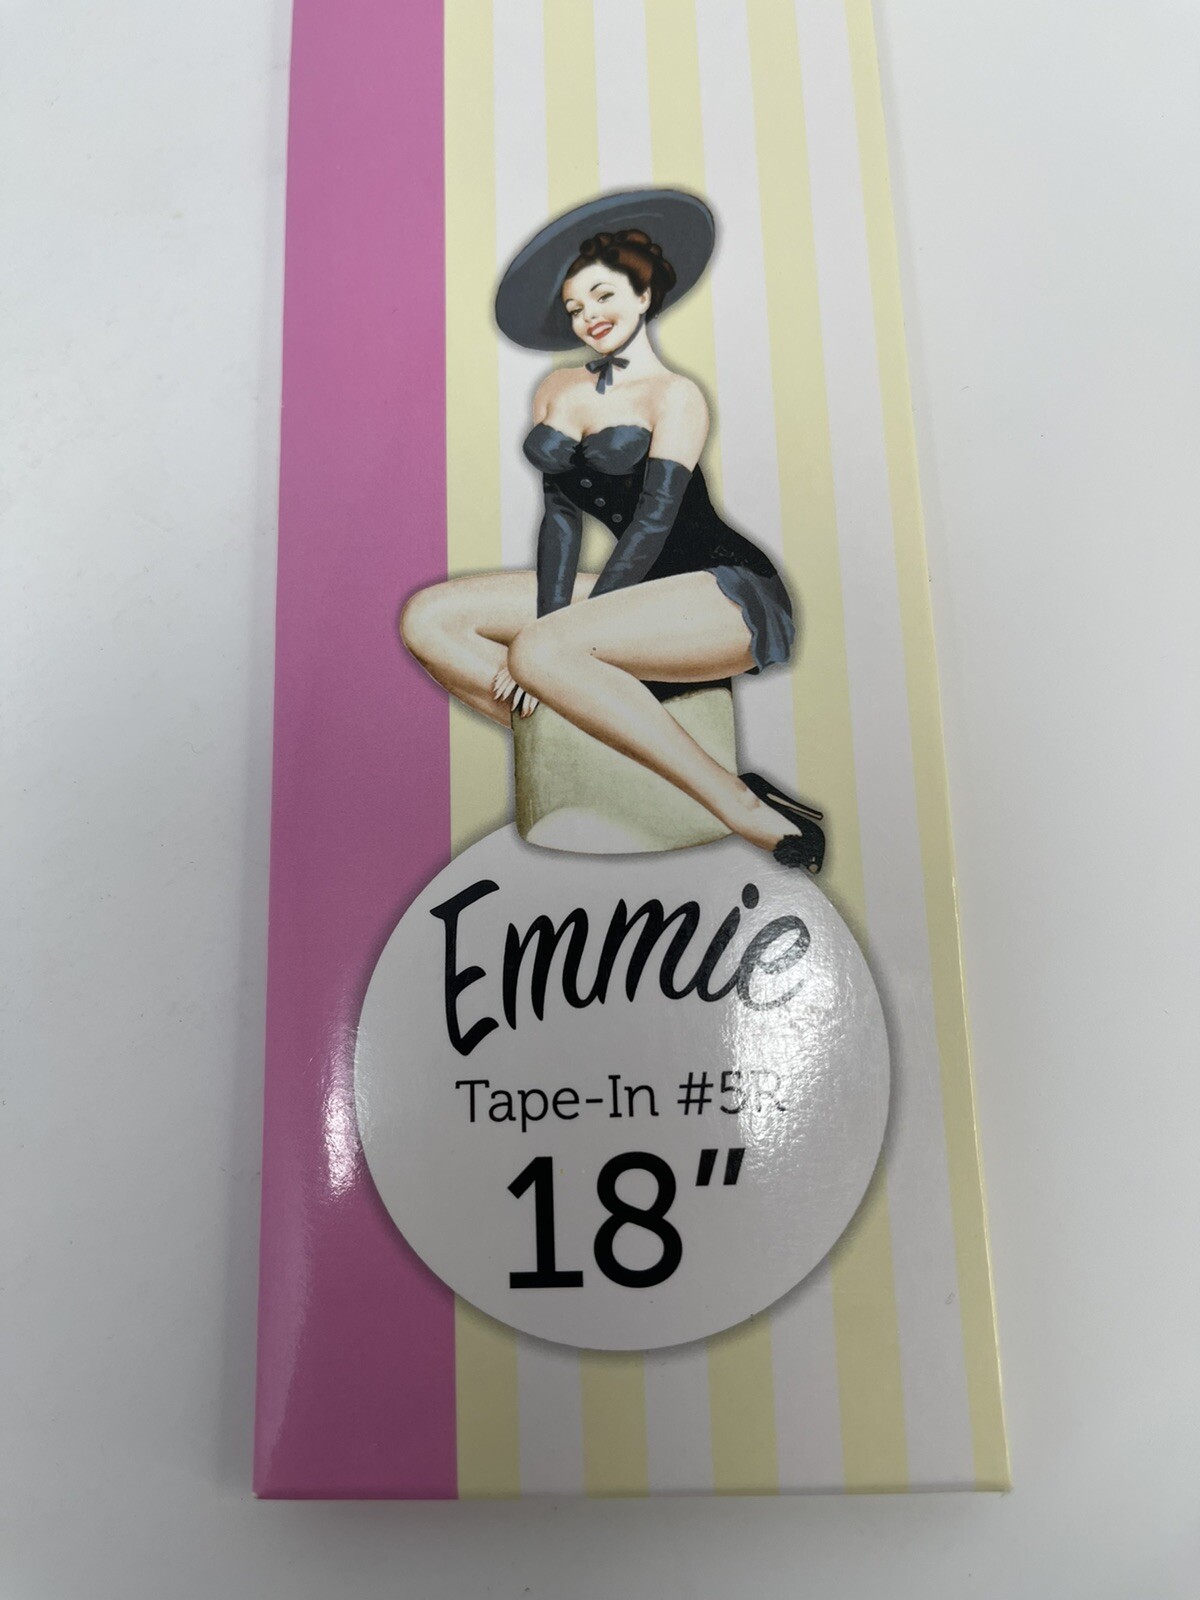 Emmie
Tape-In #5R
18"